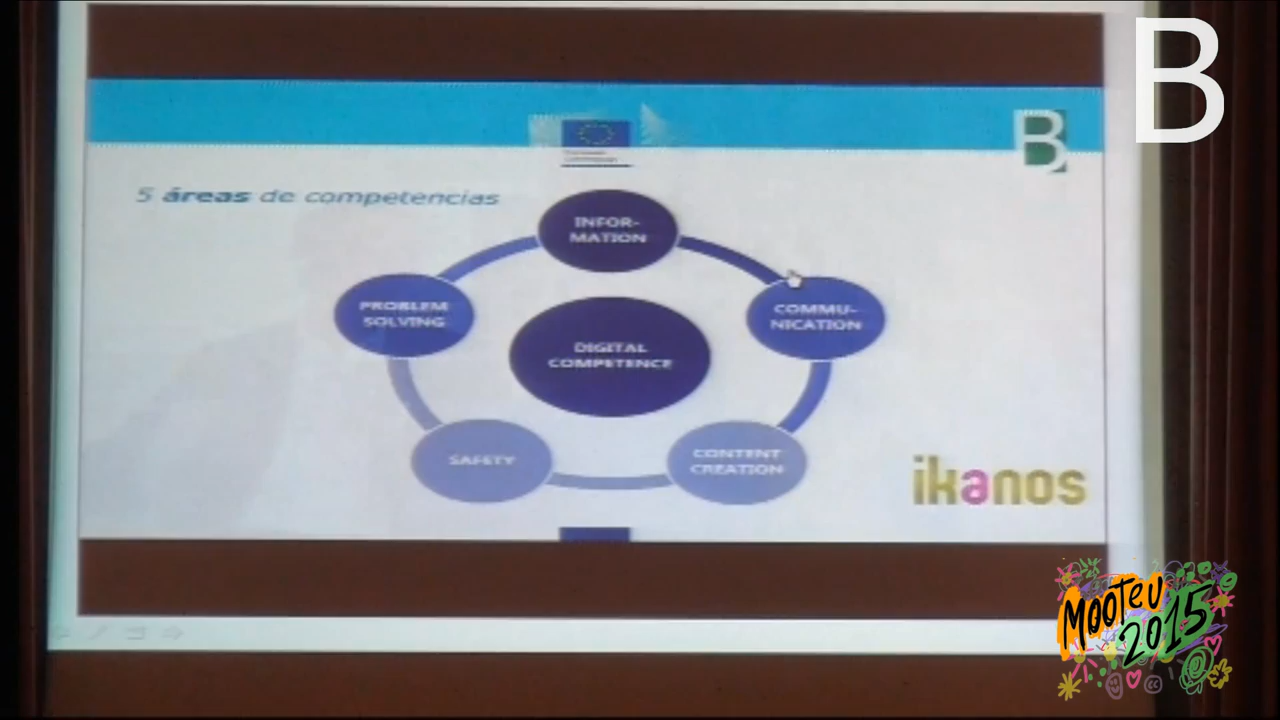 B
B
5 áreas de competencias
INFOR-
MATION
PROBLEM
SOLVING
COMMU-
NICATION
DIGITAL
COMPETENCE
SAFETY
CONTENT
CREATION
ikanos
MOOTEU
2015